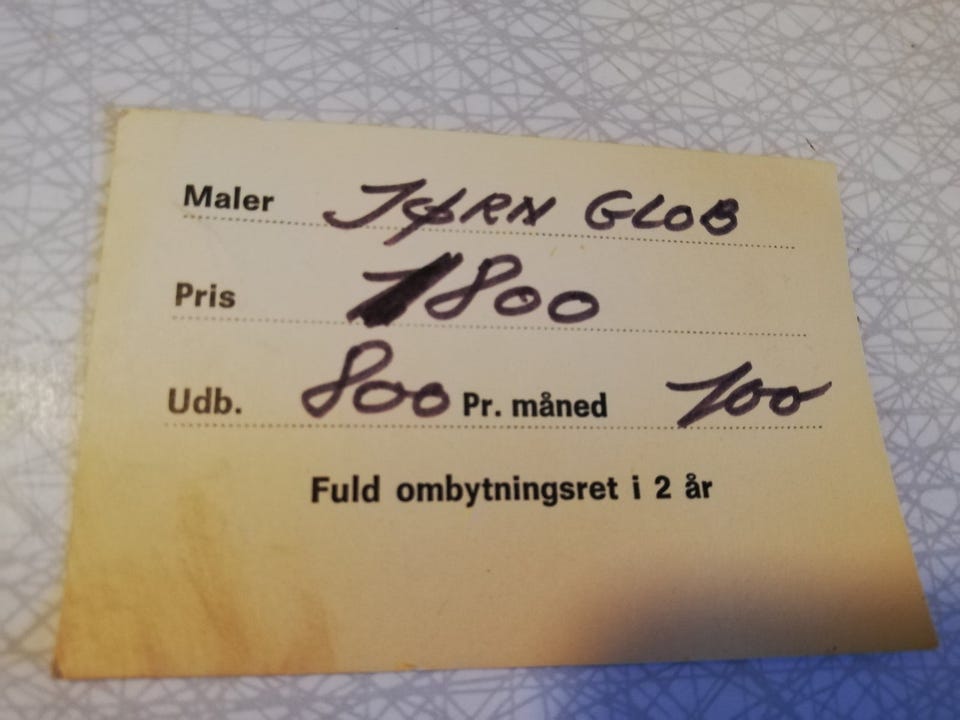 Maler JØRN GLOB
Pris 1800
Udb. 800 Pr. måned 100
Fuld ombytningsret i 2 år